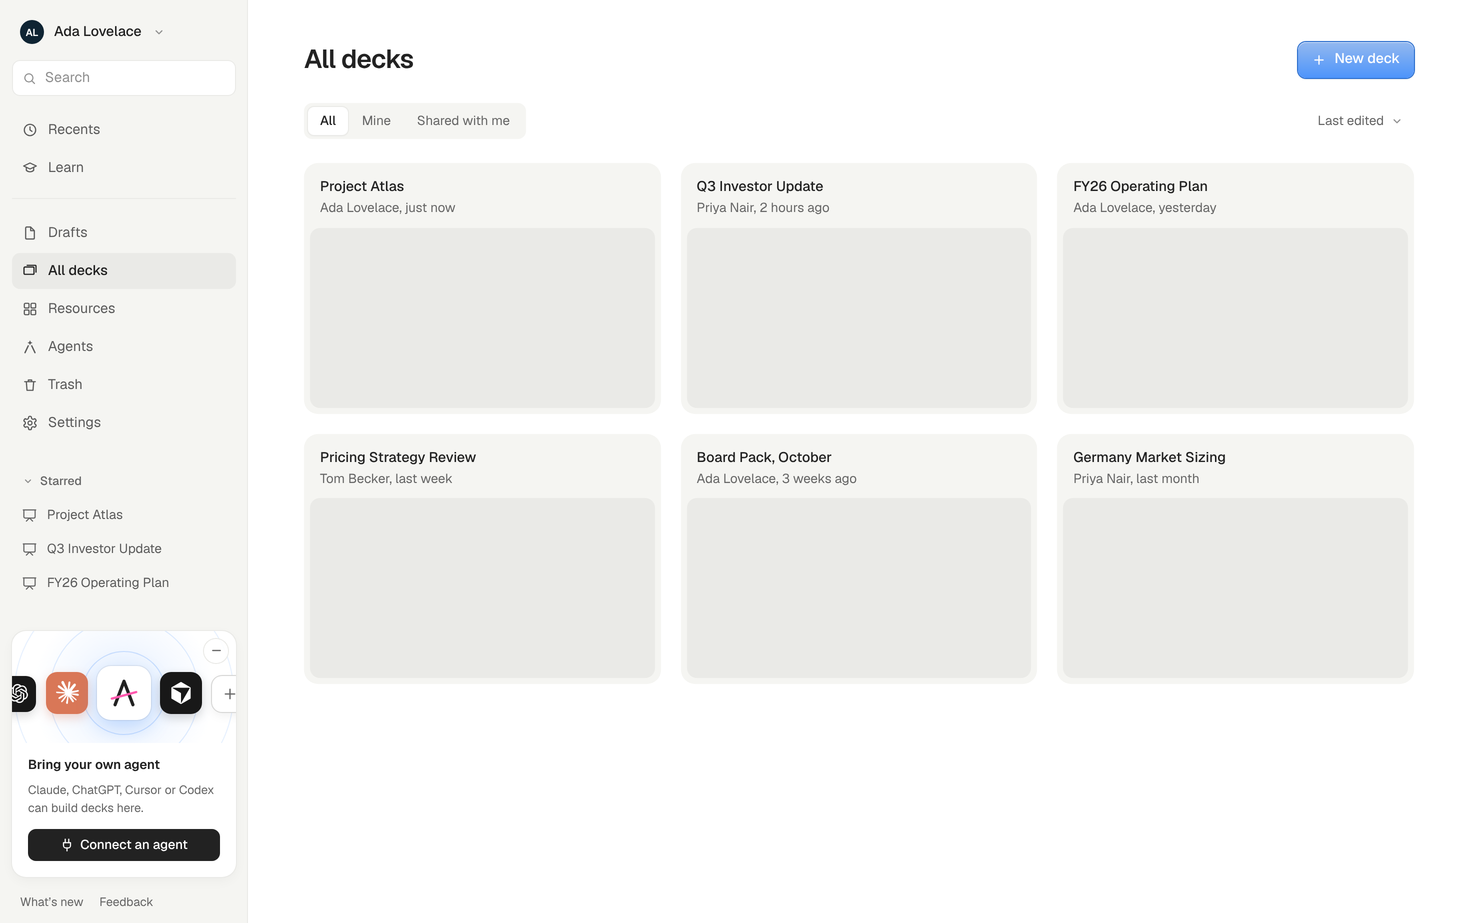 AL
Ada Lovelace
Search
Recents
Learn
Drafts
All decks
Resources
Agents
Trash
Settings
Starred
Project Atlas
Q3 Investor Update
FY26 Operating Plan
Bring your own agent
Claude, ChatGPT, Cursor or Codex
can build decks here.
Connect an agent
What's new Feedback
All decks
New deck
All Mine Shared with me
Last edited
Project Atlas
Ada Lovelace, just now
Q3 Investor Update
Priya Nair, 2 hours ago
FY26 Operating Plan
Ada Lovelace, yesterday
Pricing Strategy Review
Tom Becker, last week
Board Pack, October
Ada Lovelace, 3 weeks ago
Germany Market Sizing
Priya Nair, last month